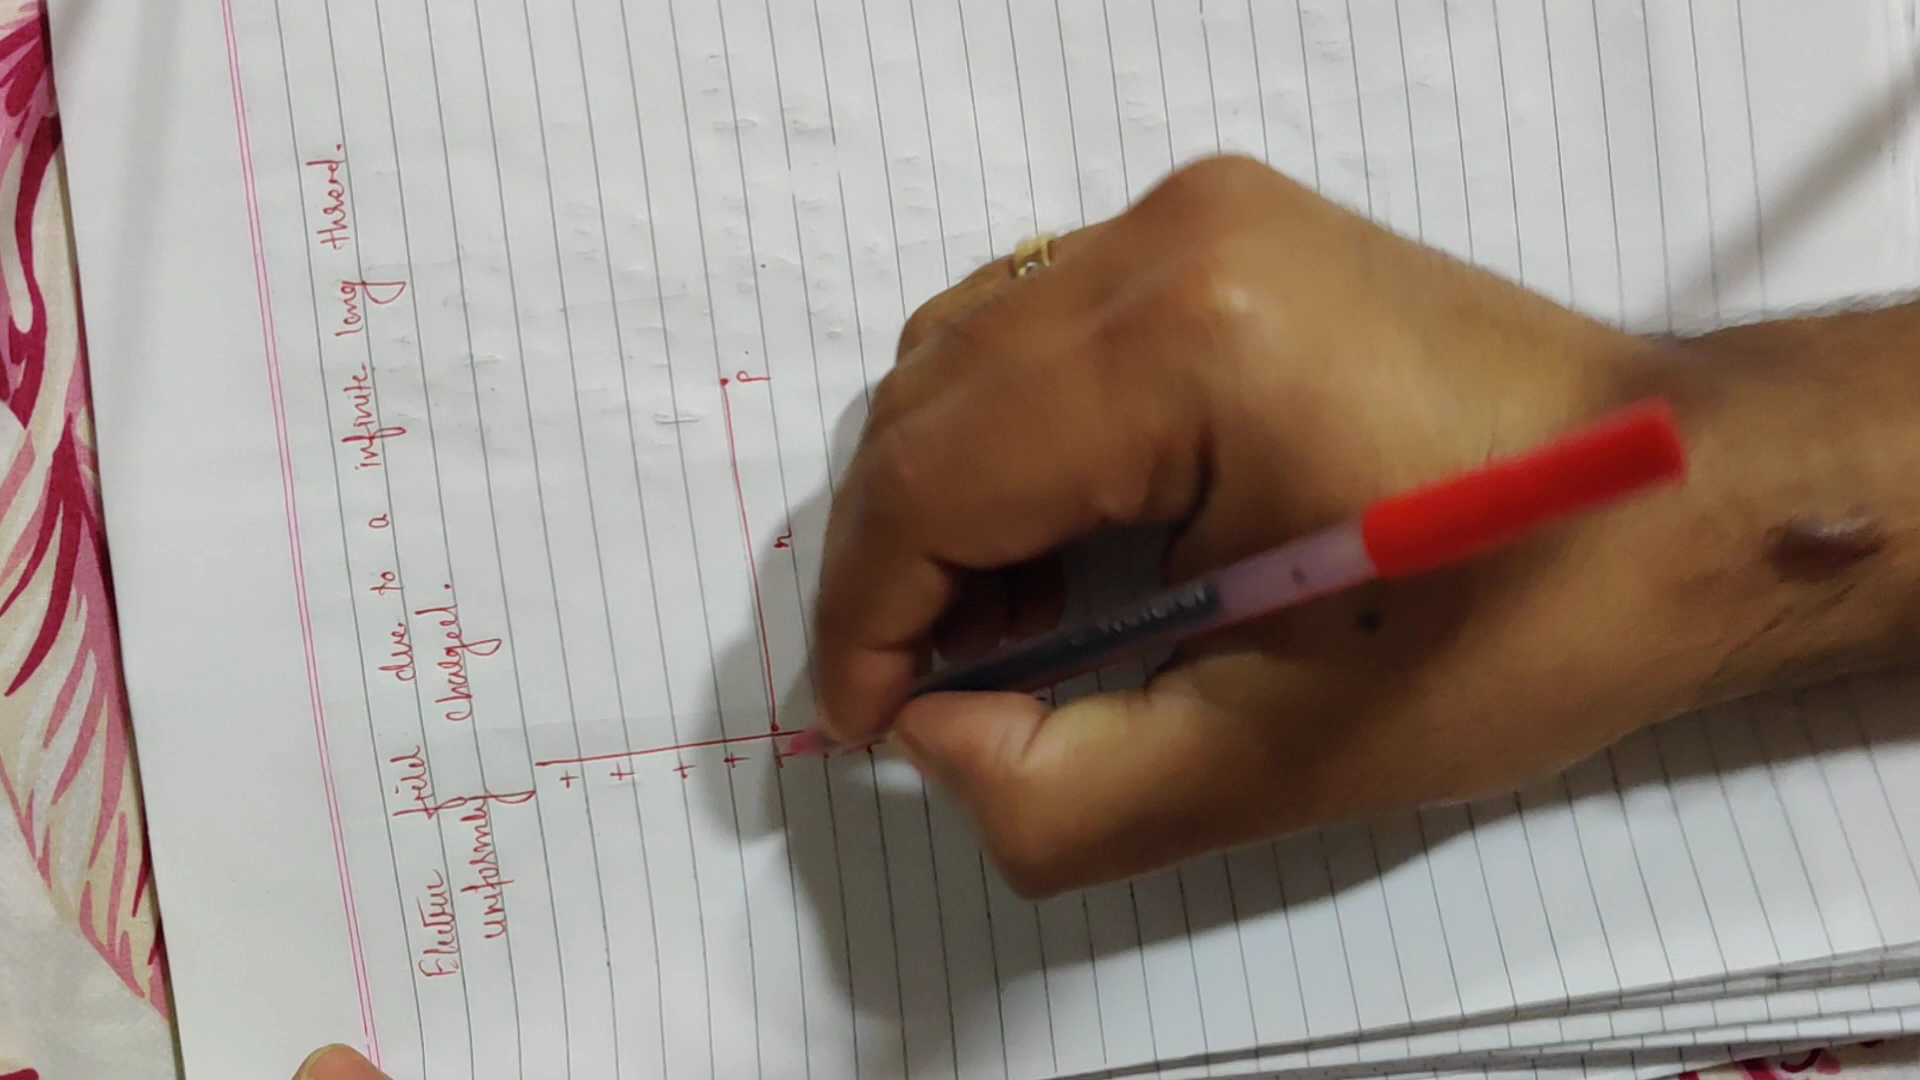 Electric field due to a infinite long thread.
uniformly charged.
P
r
+
+
+
+